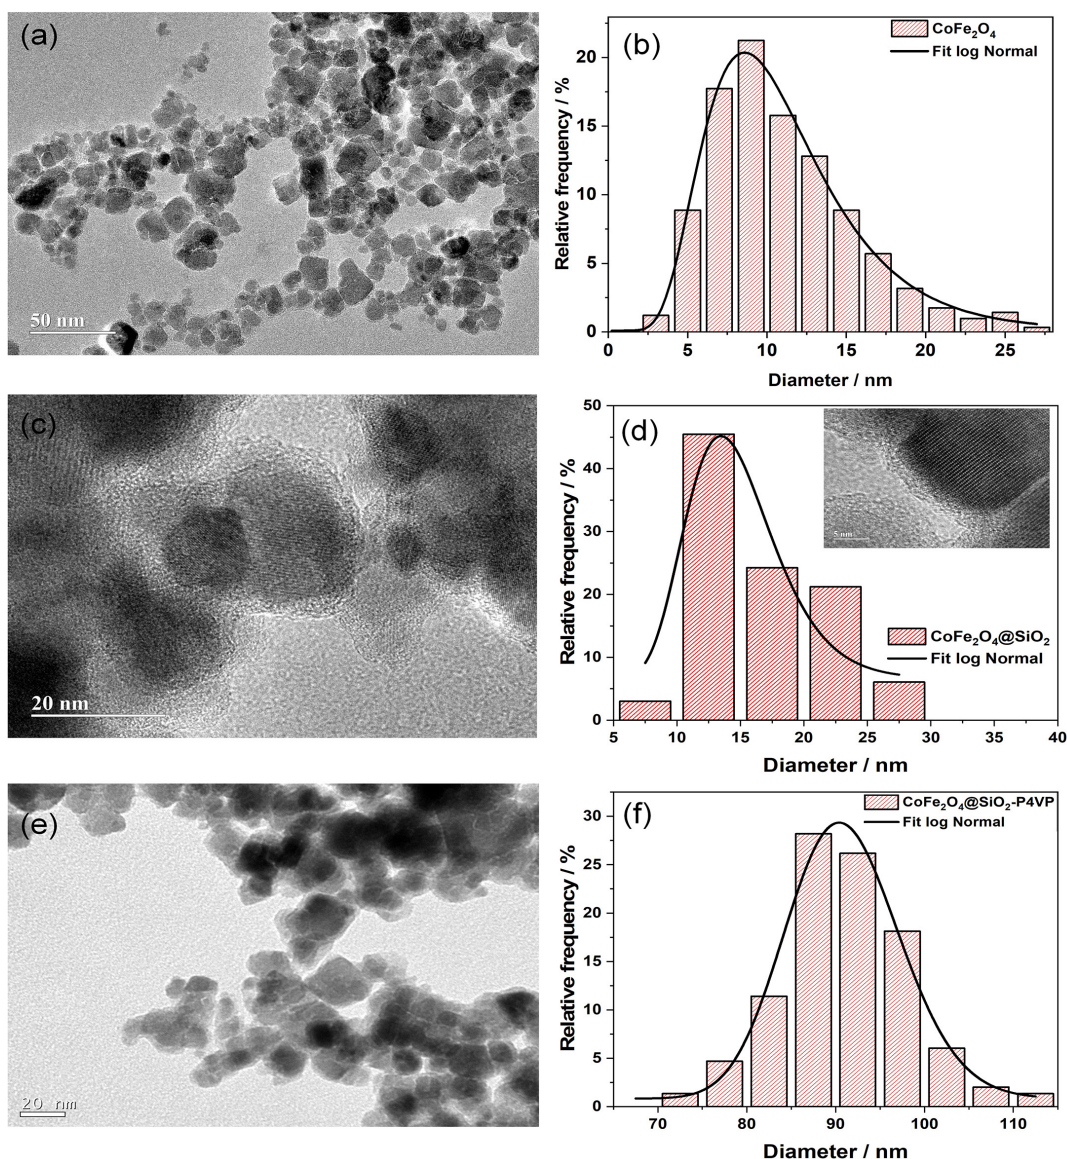 (a)
50 nm
(b)
CoFe₂O₄
Fit log Normal
Relative frequency / %
20
15
10
5
0
0 5 10 15 20 25
Diameter / nm
(c)
20 nm
(d)
5 nm
CoFe₂O₄@SiO₂
Fit log Normal
Relative frequency / %
50
40
30
20
10
0
5 10 15 20 25 30 35 40
Diameter / nm
(e)
20 nm
(f)
CoFe₂O₄@SiO₂-P4VP
Fit log Normal
Relative frequency / %
30
25
20
15
10
5
0
70 80 90 100 110
Diameter / nm